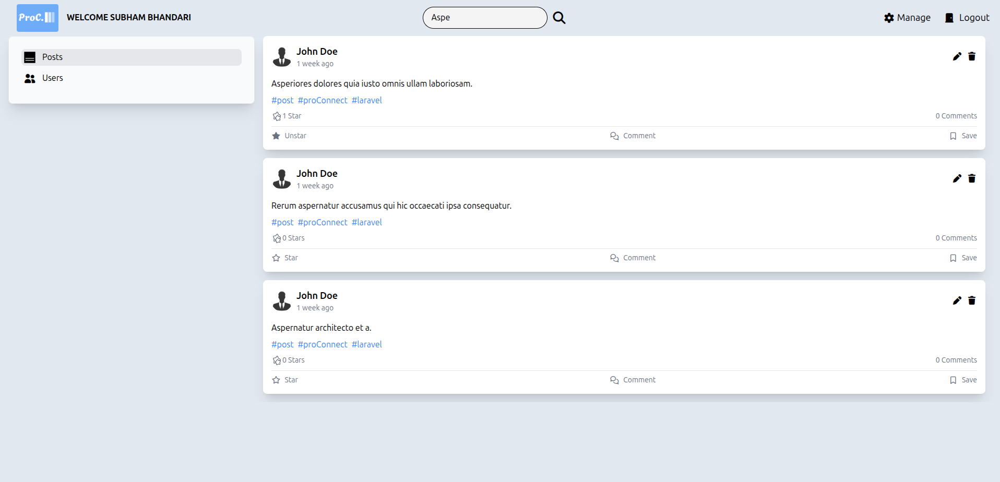 ProC.
WELCOME SUBHAM BHANDARI
Aspe
Manage
Logout
Posts
Users
John Doe
1 week ago
Asperiores dolores quia iusto omnis ullam laboriosam.
#post #proConnect #laravel
1 Star
0 Comments
Unstar
Comment
Save
John Doe
1 week ago
Rerum aspernatur accusamus qui hic occaecati ipsa consequatur.
#post #proConnect #laravel
0 Stars
0 Comments
Star
Comment
Save
John Doe
1 week ago
Aspernatur architecto et a.
#post #proConnect #laravel
0 Stars
0 Comments
Star
Comment
Save